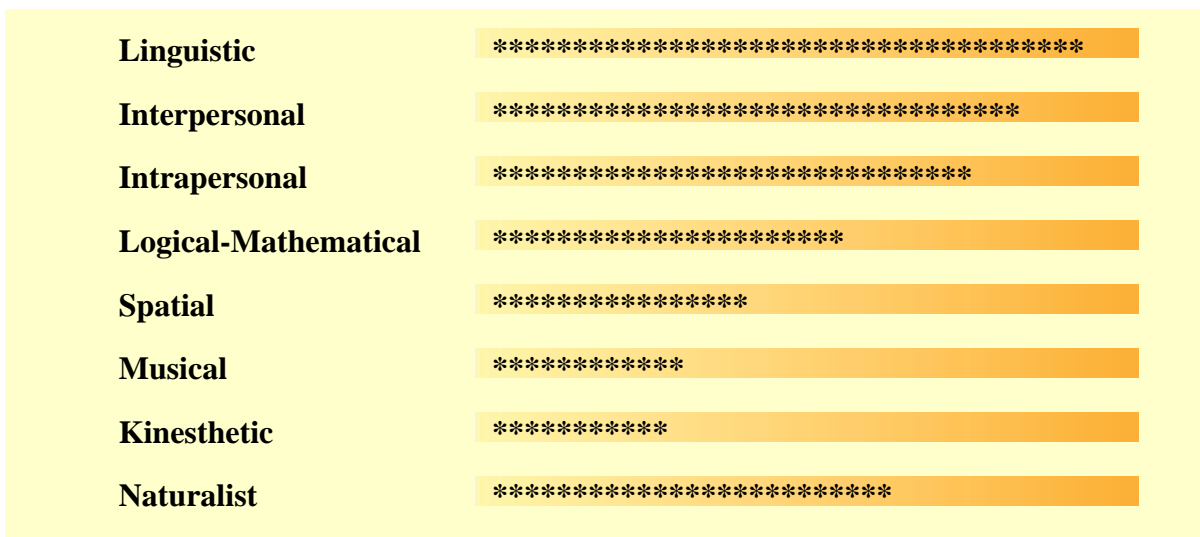 Linguistic *************************************
Interpersonal *********************************
Intrapersonal ******************************
Logical-Mathematical **********************
Spatial ****************
Musical ************
Kinesthetic ***********
Naturalist *************************